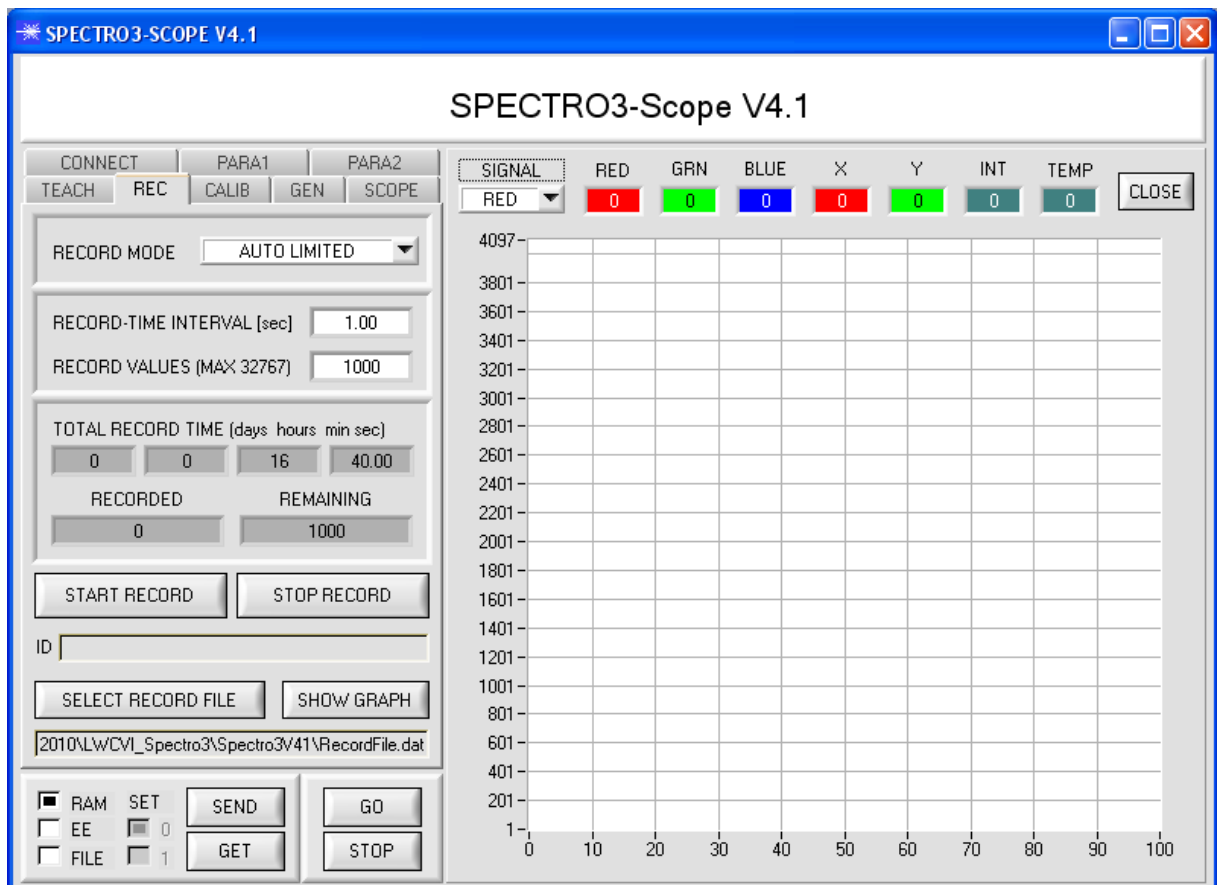 SPECTRO3-SCOPE V4.1
SPECTRO3-Scope V4.1
CONNECT PARA1 PARA2
TEACH REC CALIB GEN SCOPE
RECORD MODE AUTO LIMITED
RECORD-TIME INTERVAL [sec] 1.00
RECORD VALUES (MAX 32767) 1000
TOTAL RECORD TIME (days hours min sec)
0 0 16 40.00
RECORDED REMAINING
0 1000
START RECORD STOP RECORD
ID
SELECT RECORD FILE SHOW GRAPH
2010\LWCVI_Spectro3\Spectro3V41\RecordFile.dat
RAM SET SEND GO
EE 0
FILE 1 GET STOP
SIGNAL RED GRN BLUE X Y INT TEMP
RED 0 0 0 0 0 0 0 CLOSE
4097
3801
3601
3401
3201
3001
2801
2601
2401
2201
2001
1801
1601
1401
1201
1001
801
601
401
201
1
0 10 20 30 40 50 60 70 80 90 100